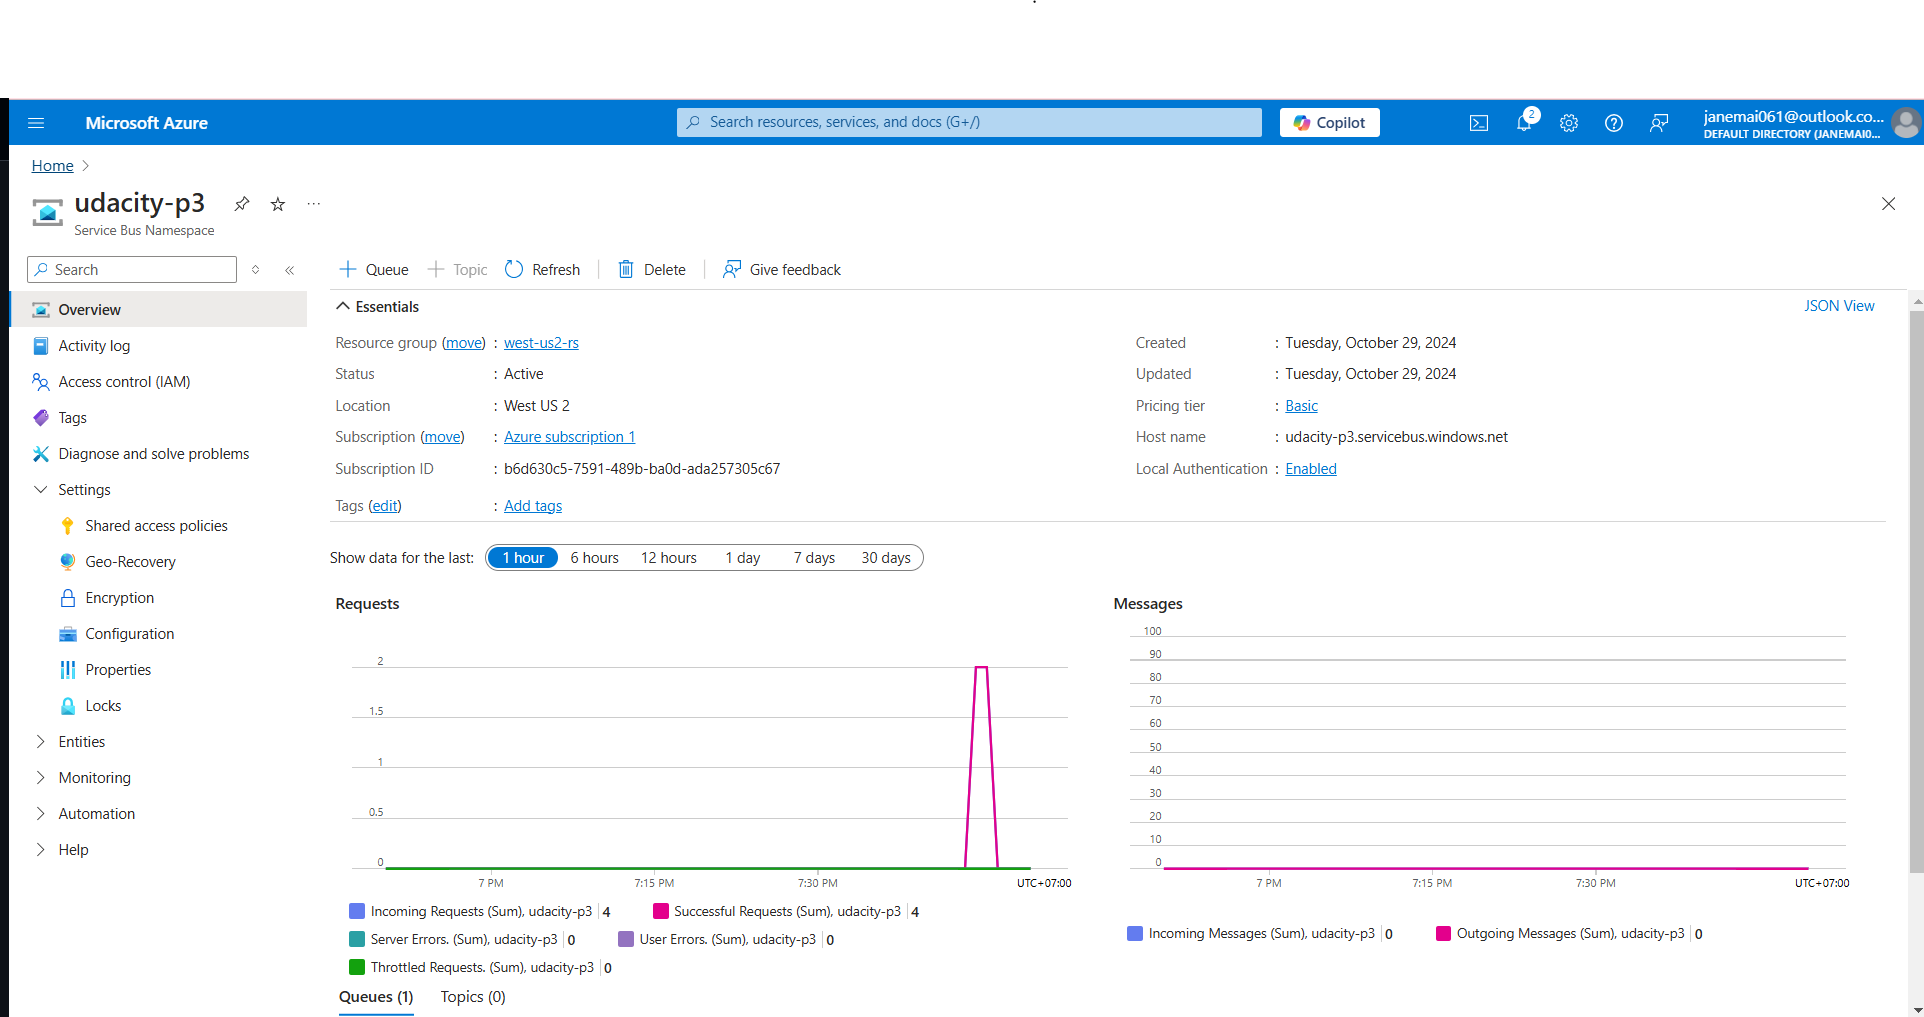 Microsoft Azure
Search resources, services, and docs (G+/)
Copilot
2
janemai061@outlook.co...
DEFAULT DIRECTORY (JANEMAI0...
Home
udacity-p3
Service Bus Namespace
Search
Queue
Topic
Refresh
Delete
Give feedback
Overview
Activity log
Access control (IAM)
Tags
Diagnose and solve problems
Settings
Shared access policies
Geo-Recovery
Encryption
Configuration
Properties
Locks
Entities
Monitoring
Automation
Help
Essentials
JSON View
Resource group (move) : west-us2-rs
Status : Active
Location : West US 2
Subscription (move) : Azure subscription 1
Subscription ID : b6d630c5-7591-489b-ba0d-ada257305c67
Tags (edit) : Add tags
Created : Tuesday, October 29, 2024
Updated : Tuesday, October 29, 2024
Pricing tier : Basic
Host name : udacity-p3.servicebus.windows.net
Local Authentication : Enabled
Show data for the last: 1 hour 6 hours 12 hours 1 day 7 days 30 days
Requests
2
1.5
1
0.5
0
7 PM 7:15 PM 7:30 PM UTC+07:00
Incoming Requests (Sum), udacity-p3 4
Successful Requests (Sum), udacity-p3 4
Server Errors. (Sum), udacity-p3 0
User Errors. (Sum), udacity-p3 0
Throttled Requests. (Sum), udacity-p3 0
Messages
100
90
80
70
60
50
40
30
20
10
0
7 PM 7:15 PM 7:30 PM UTC+07:00
Incoming Messages (Sum), udacity-p3 0
Outgoing Messages (Sum), udacity-p3 0
Queues (1) Topics (0)